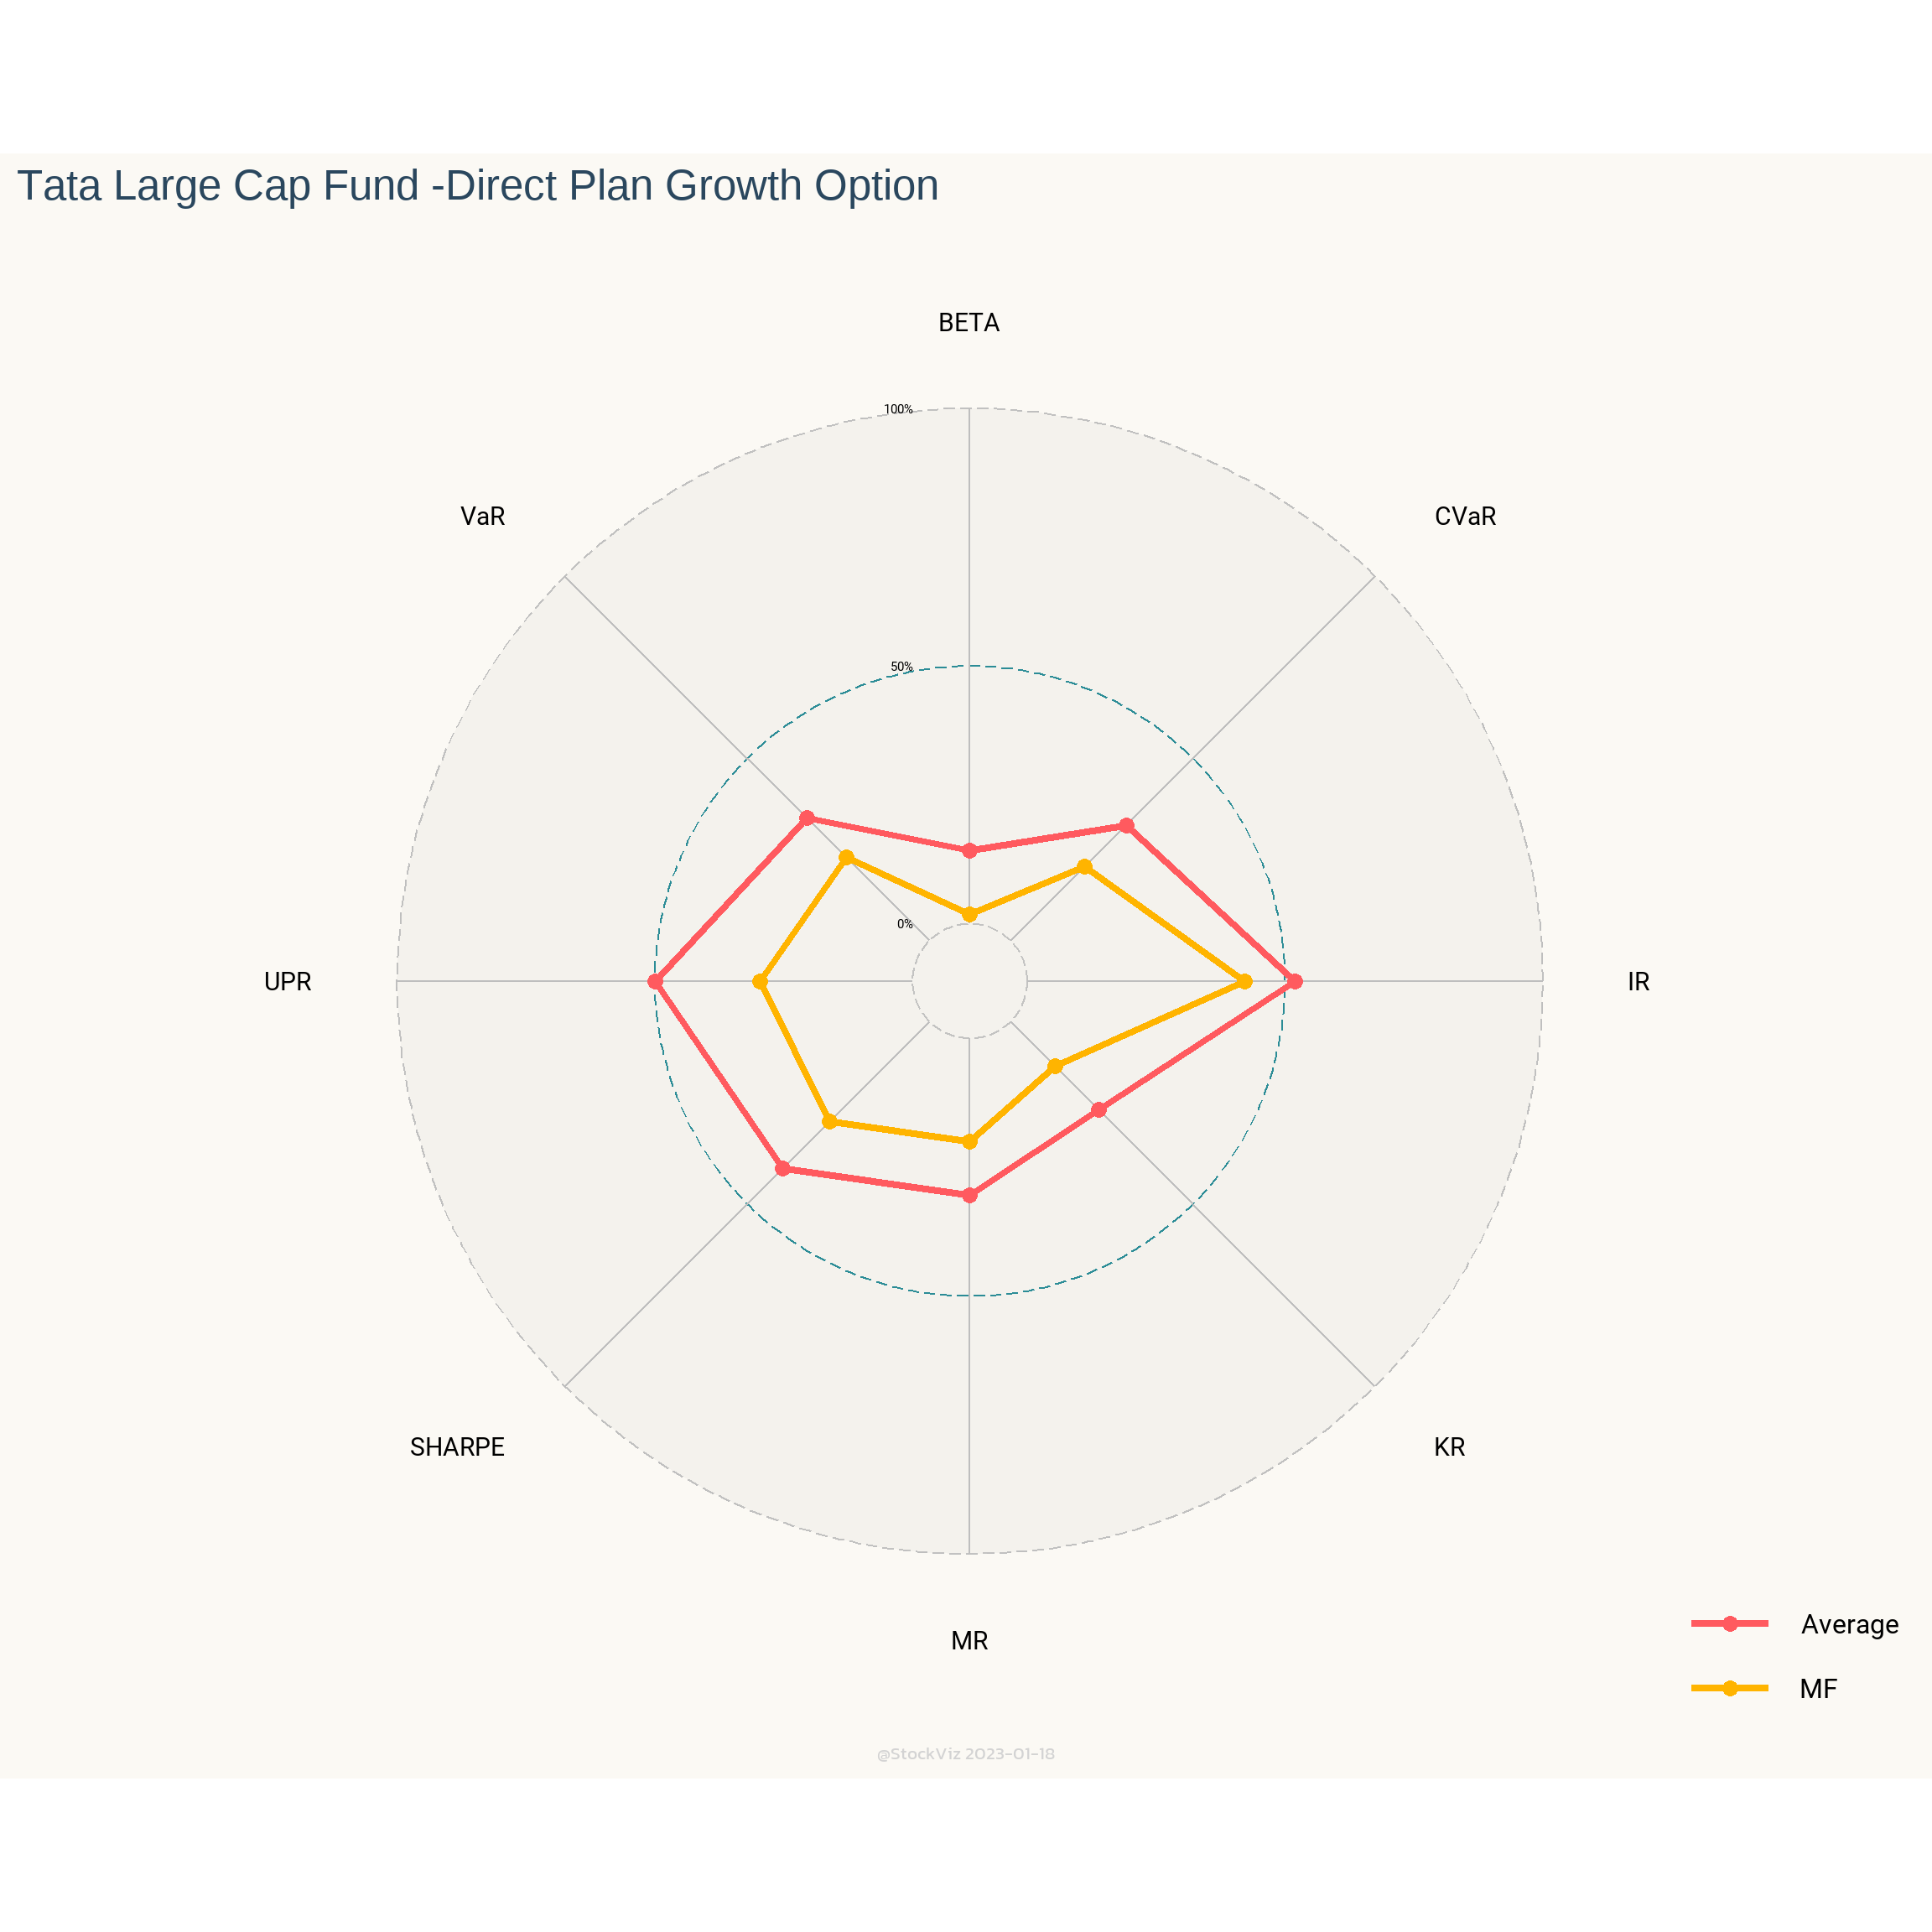 Tata Large Cap Fund -Direct Plan Growth Option
BETA
100%
VaR
CVaR
50%
0%
UPR
IR
SHARPE
KR
MR
Average
MF
@StockViz 2023-01-18